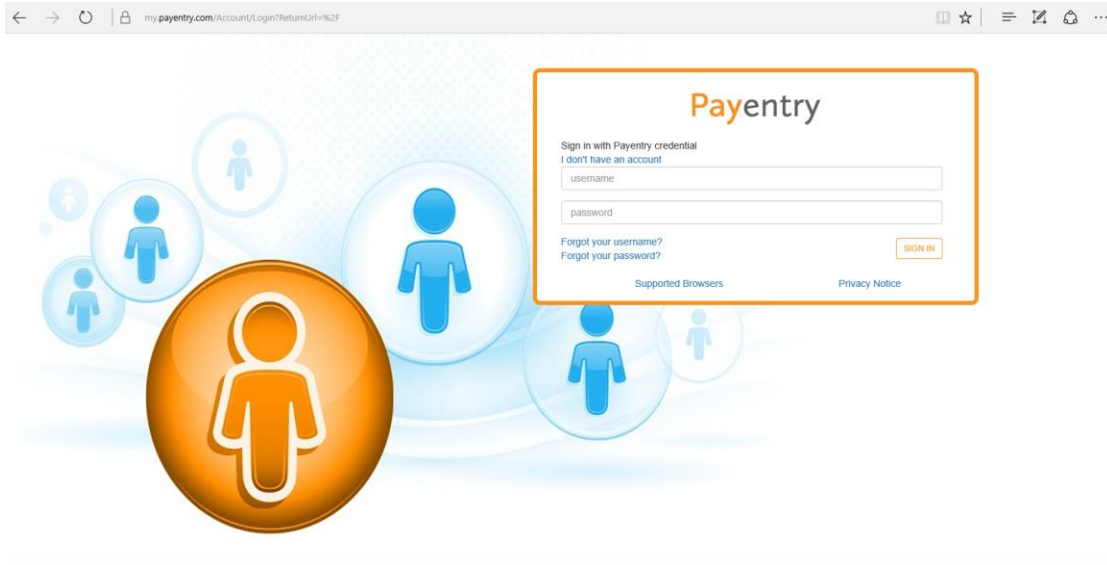 my.payentry.com/Account/Login?ReturnUrl=%2F
Payentry
Sign in with Payentry credential
I don't have an account
username
password
Forgot your username?
SIGN IN
Forgot your password?
Supported Browsers Privacy Notice